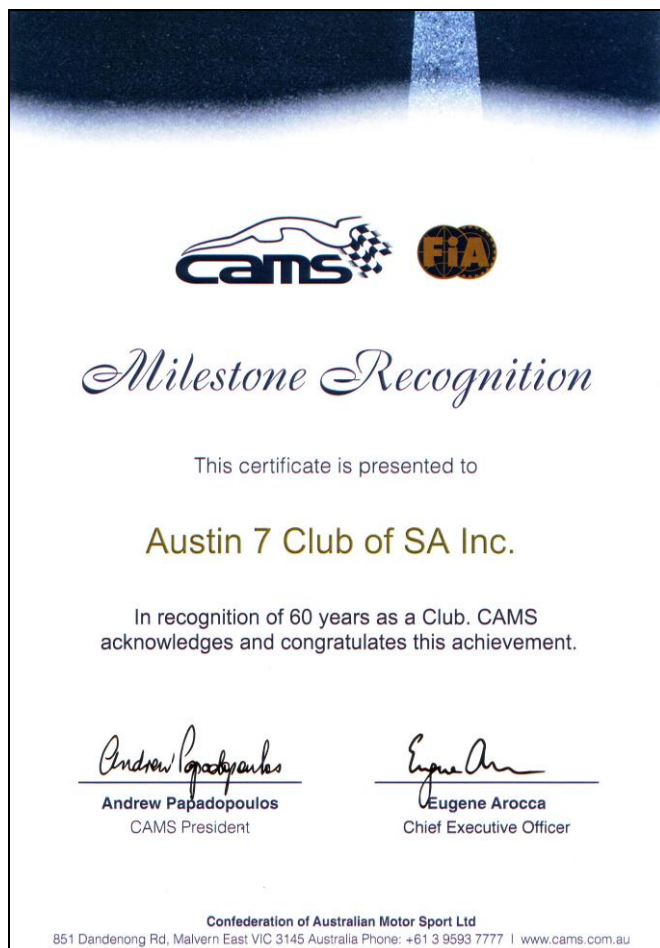 cams
FiA
Milestone Recognition
This certificate is presented to
Austin 7 Club of SA Inc.
In recognition of 60 years as a Club. CAMS
acknowledges and congratulates this achievement.
Andrew Papadopoulos
Eugene Arocca
Andrew Papadopoulos
Eugene Arocca
CAMS President
Chief Executive Officer
Confederation of Australian Motor Sport Ltd
851 Dandenong Rd, Malvern East VIC 3145 Australia Phone: +61 3 9593 7777 | www.cams.com.au